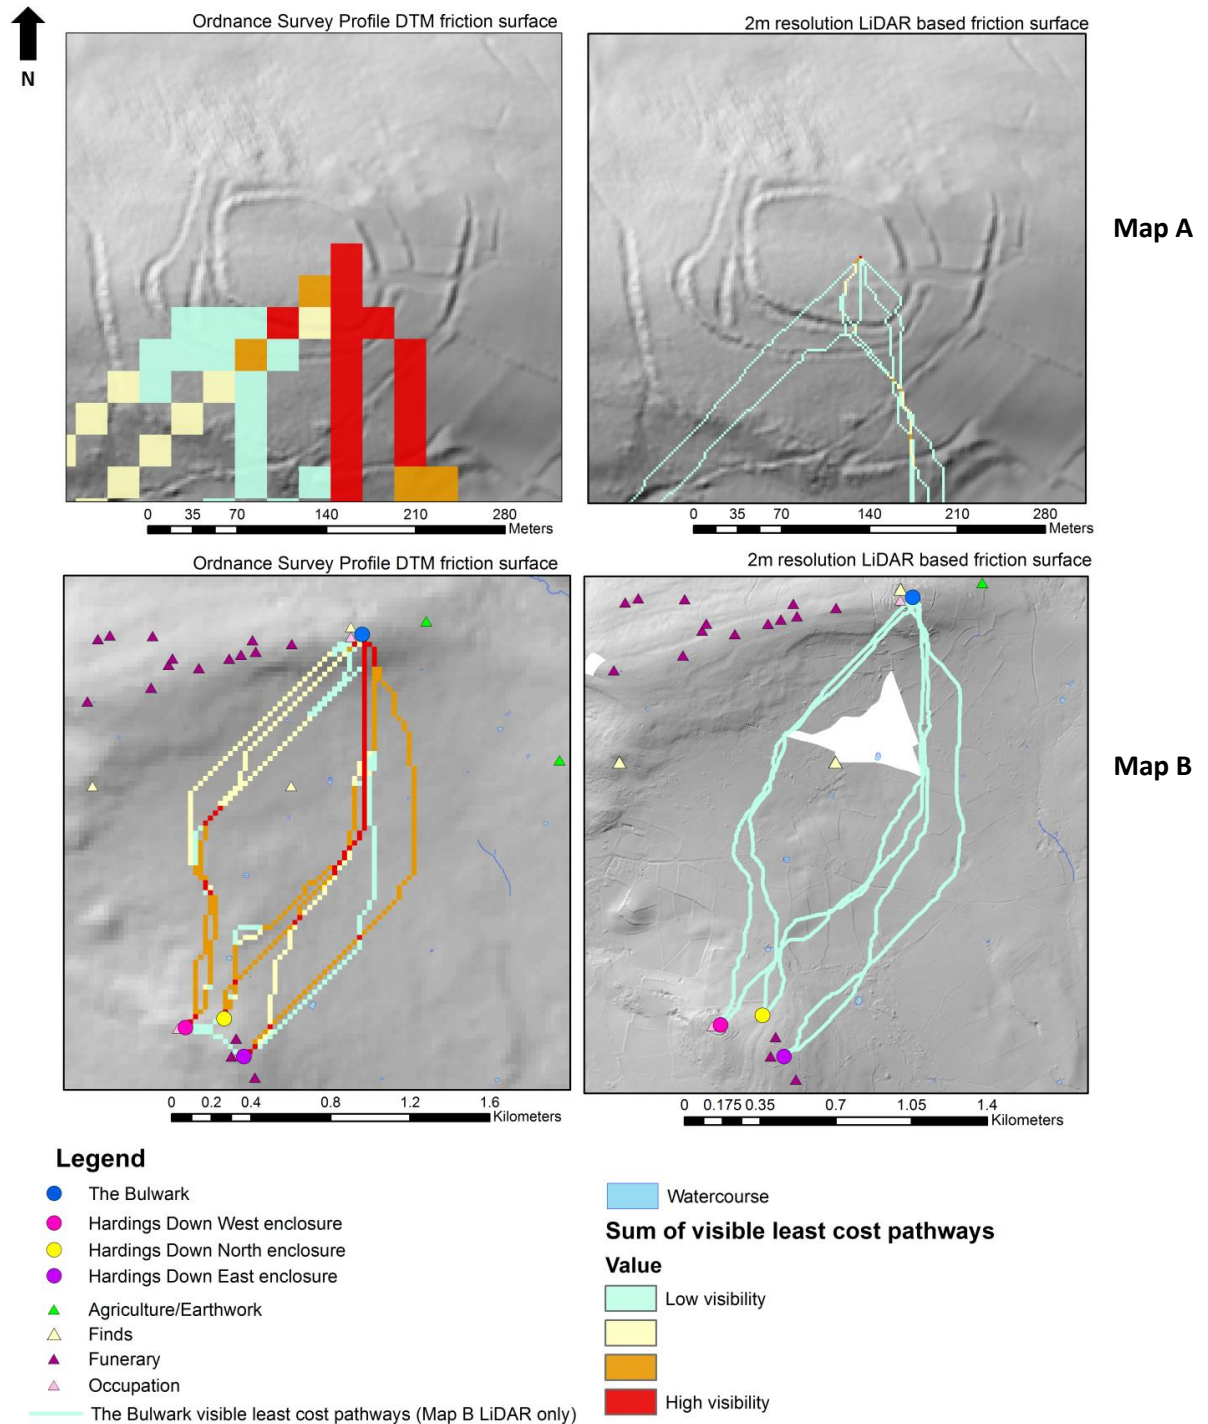 Ordnance Survey Profile DTM friction surface
2m resolution LiDAR based friction surface
N
Map A
0 35 70 140 210 280
Meters
0 35 70 140 210 280
Meters
Ordnance Survey Profile DTM friction surface
2m resolution LiDAR based friction surface
Map B
0 0.2 0.4 0.8 1.2 1.6
Kilometers
0 0.175 0.35 0.7 1.05 1.4
Kilometers
Legend
The Bulwark
Hardings Down West enclosure
Hardings Down North enclosure
Hardings Down East enclosure
Agriculture/Earthwork
Finds
Funerary
Occupation
The Bulwark visible least cost pathways (Map B LiDAR only)
Watercourse
Sum of visible least cost pathways
Value
Low visibility
High visibility